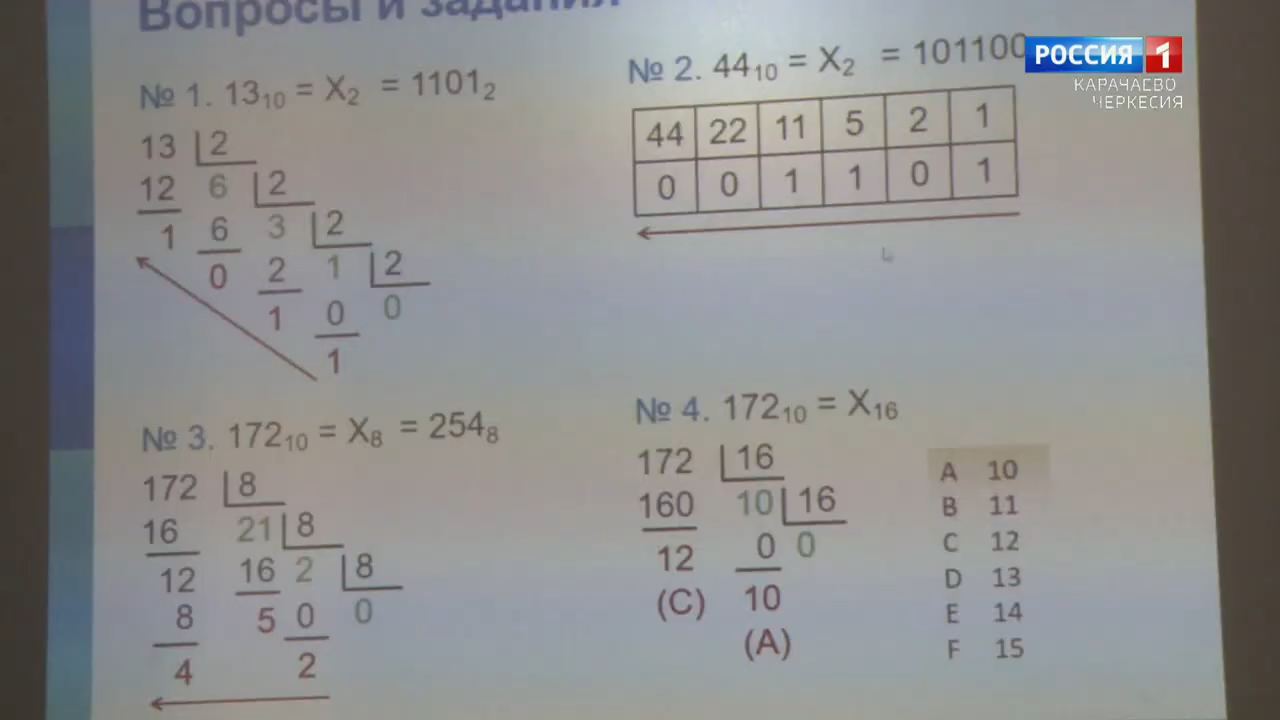 Вопросы и задания
№ 1. 13₁₀ = X₂ = 1101₂
13 2
12 6 2
1 6 3 2
0 2 1 2
1 0 0
1
№ 2. 44₁₀ = X₂ = 101100
РОССИЯ 1
КАРАЧАЕВО
ЧЕРКЕСИЯ
44 22 11 5 2 1
0 0 1 1 0 1
№ 3. 172₁₀ = X₈ = 254₈
172 8
16 21 8
12 16 2 8
8 5 0 0
4 2
№ 4. 172₁₀ = X₁₆
172 16
160 10 16
12 0 0
(C) 10
(A)
A 10
B 11
C 12
D 13
E 14
F 15